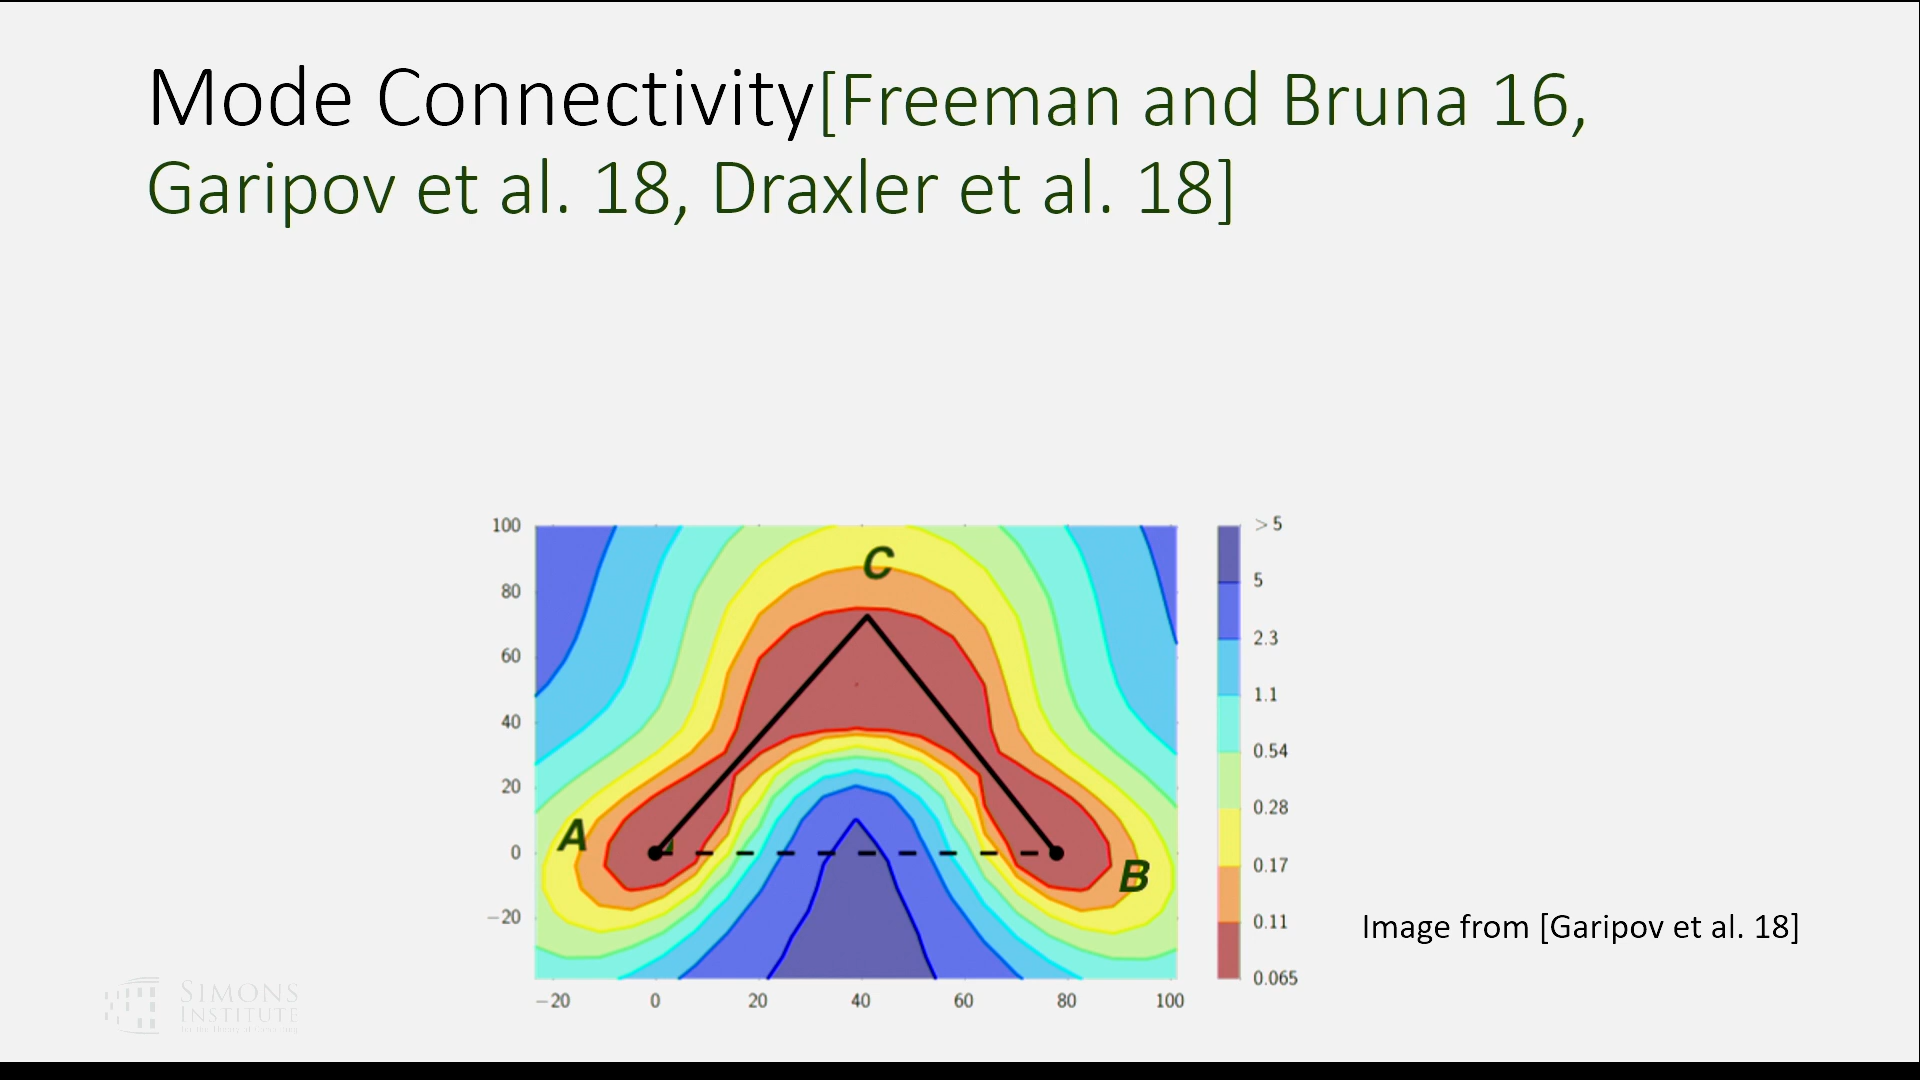 Mode Connectivity[Freeman and Bruna 16,
Garipov et al. 18, Draxler et al. 18]
100
80
60
40
20
0
−20
−20 0 20 40 60 80 100
C
A
B
> 5
5
2.3
1.1
0.54
0.28
0.17
0.11
0.065
Image from [Garipov et al. 18]
SIMONS
INSTITUTE